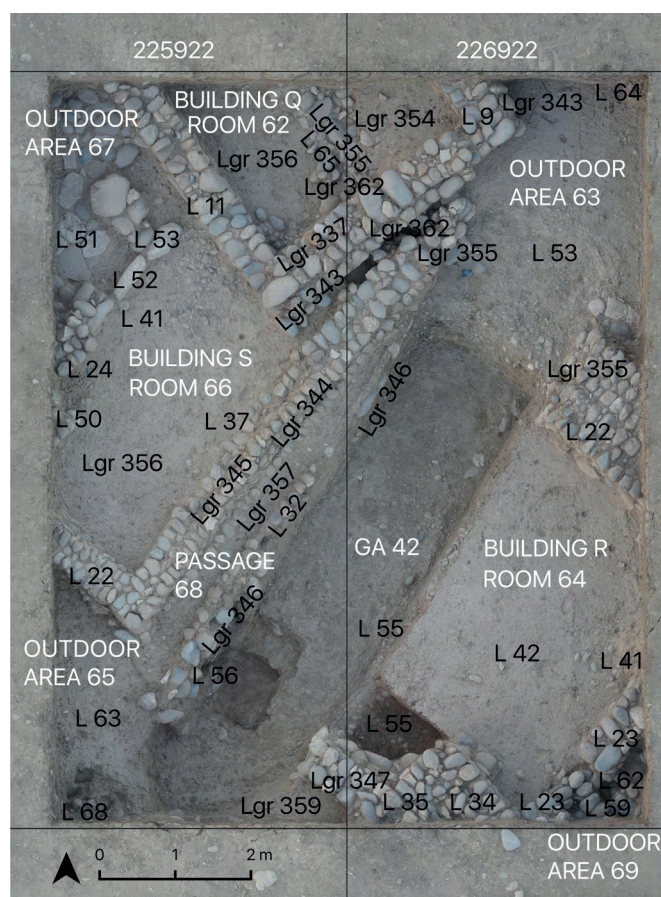 225922
226922
OUTDOOR
AREA 67
BUILDING Q
ROOM 62
Lgr 355
Lgr 354
L 9
Lgr 343
L 64
L 65
Lgr 356
Lgr 362
OUTDOOR
AREA 63
L 11
L 51
L 53
Lgr 337
Lgr 362
Lgr 355
L 53
L 52
Lgr 343
L 41
L 24
BUILDING S
ROOM 66
Lgr 355
L 50
L 37
Lgr 344
Lgr 346
L 22
Lgr 356
Lgr 345
Lgr 357
L 32
L 22
PASSAGE
68
GA 42
BUILDING R
ROOM 64
Lgr 346
OUTDOOR
AREA 65
L 55
L 42
L 41
L 56
L 63
L 55
L 23
Lgr 347
L 62
L 68
Lgr 359
L 35
L 34
L 23
L 59
0 1 2 m
OUTDOOR
AREA 69